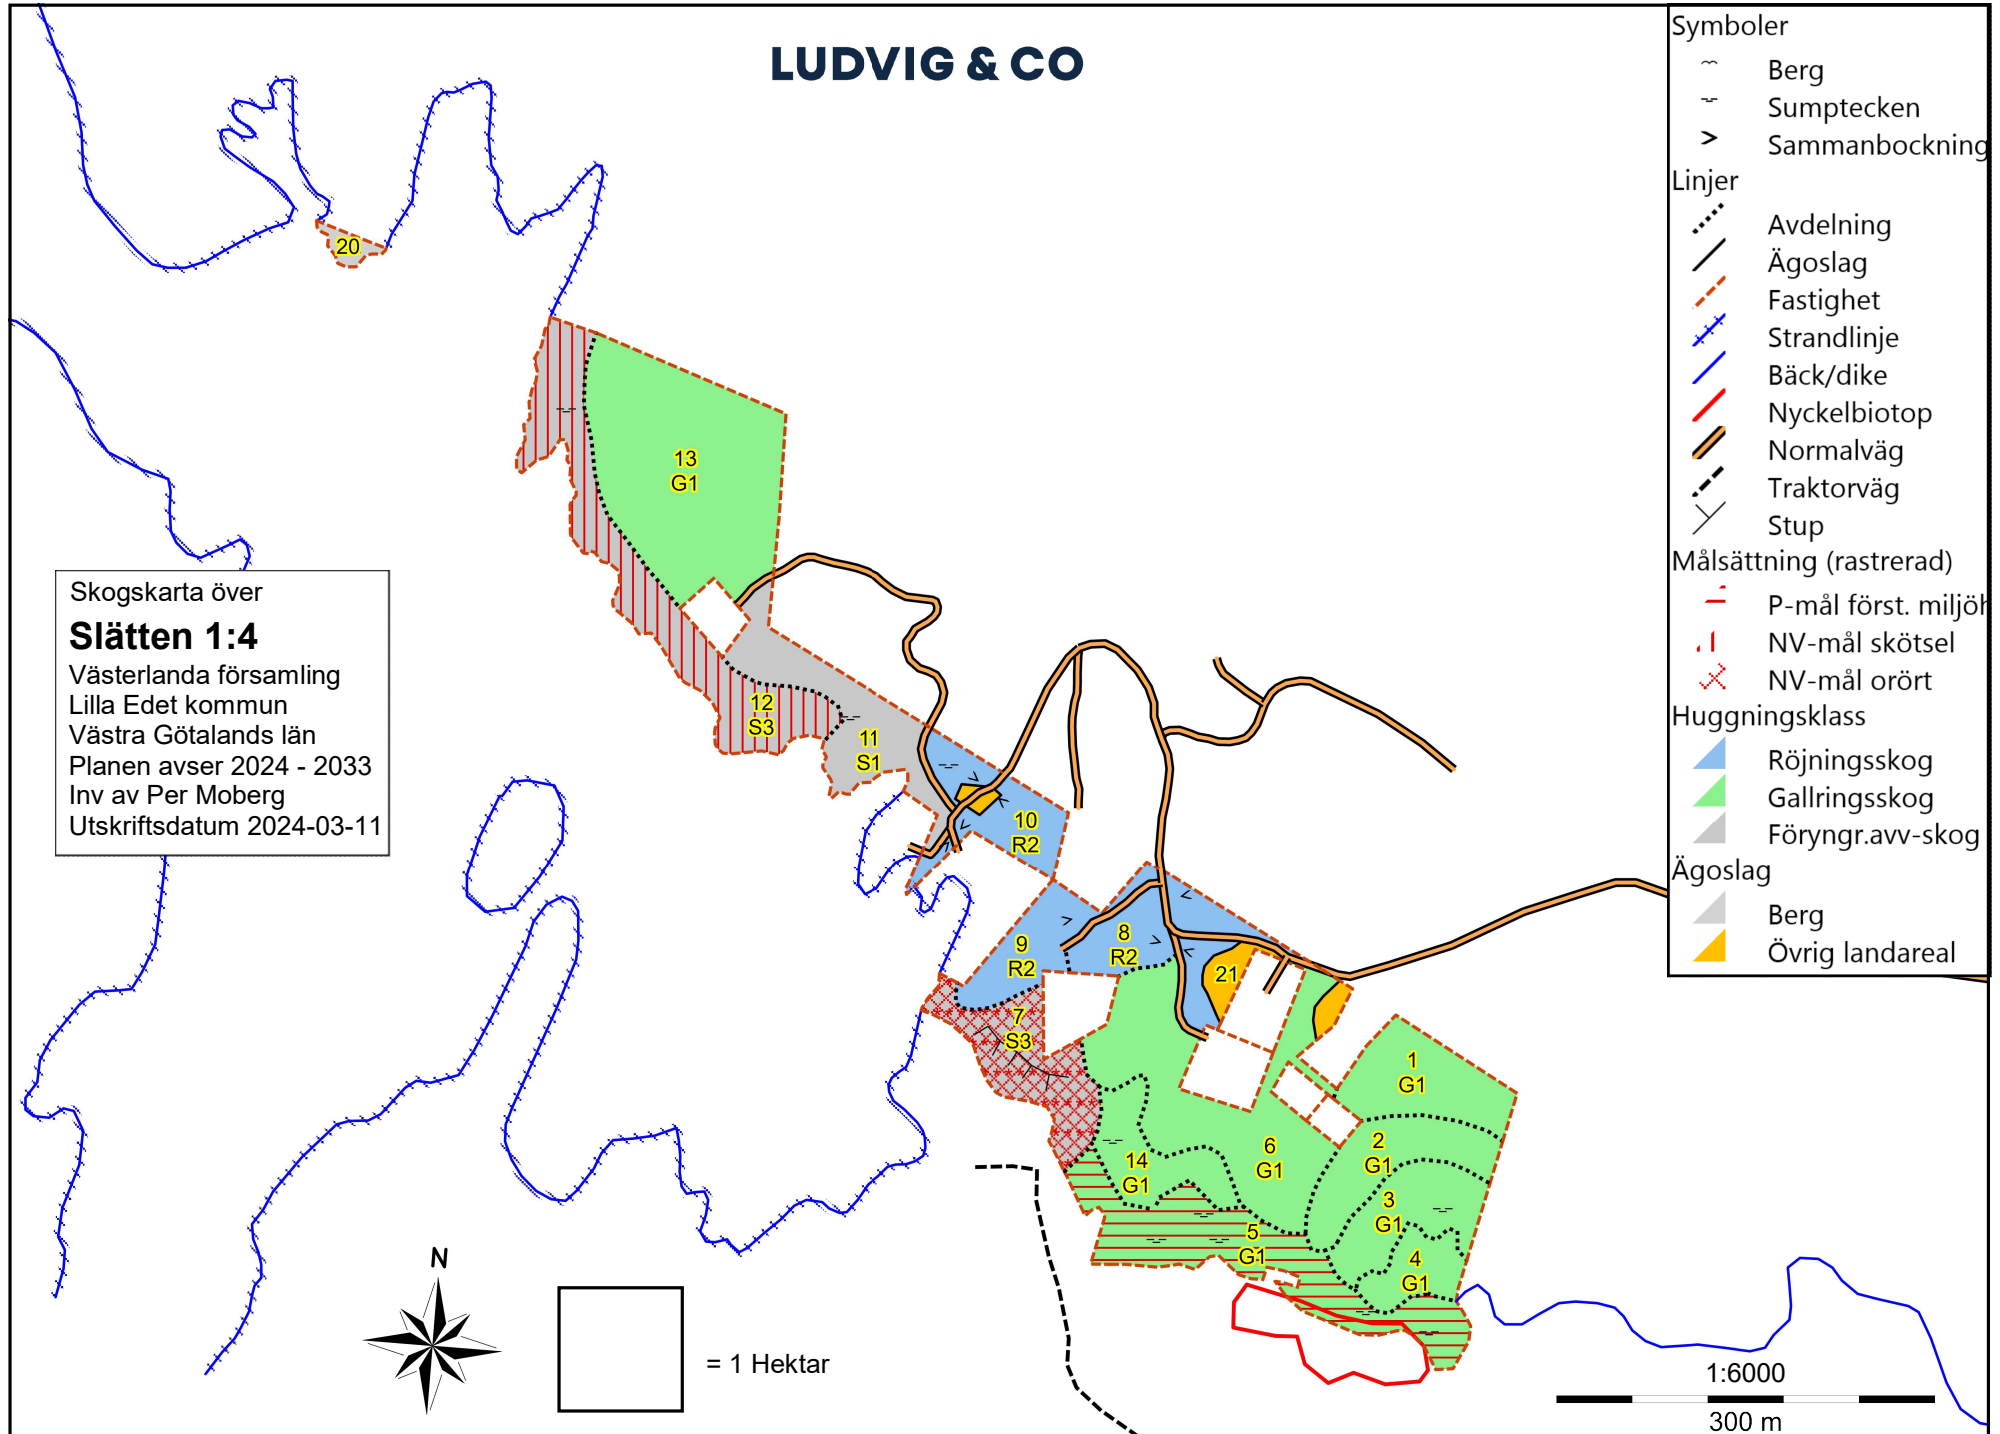 LUDVIG & CO
Symboler
Berg
Sumptecken
Sammanbockning
Linjer
Avdelning
Ägoslag
Fastighet
Strandlinje
Bäck/dike
Nyckelbiotop
Normalväg
Traktorväg
Stup
Målsättning (rastrerad)
P-mål först. miljöh
NV-mål skötsel
NV-mål orört
Huggningsklass
Röjningsskog
Gallringsskog
Föryngr.avv-skog
Ägoslag
Berg
Övrig landareal
Skogskarta över
Slätten 1:4
Västerlanda församling
Lilla Edet kommun
Västra Götalands län
Planen avser 2024 - 2033
Inv av Per Moberg
Utskriftsdatum 2024-03-11
20
13
G1
12
S3
11
S1
10
R2
9
R2
8
R2
21
7
S3
1
G1
2
G1
6
G1
14
G1
3
G1
5
G1
4
G1
N
= 1 Hektar
1:6000
300 m